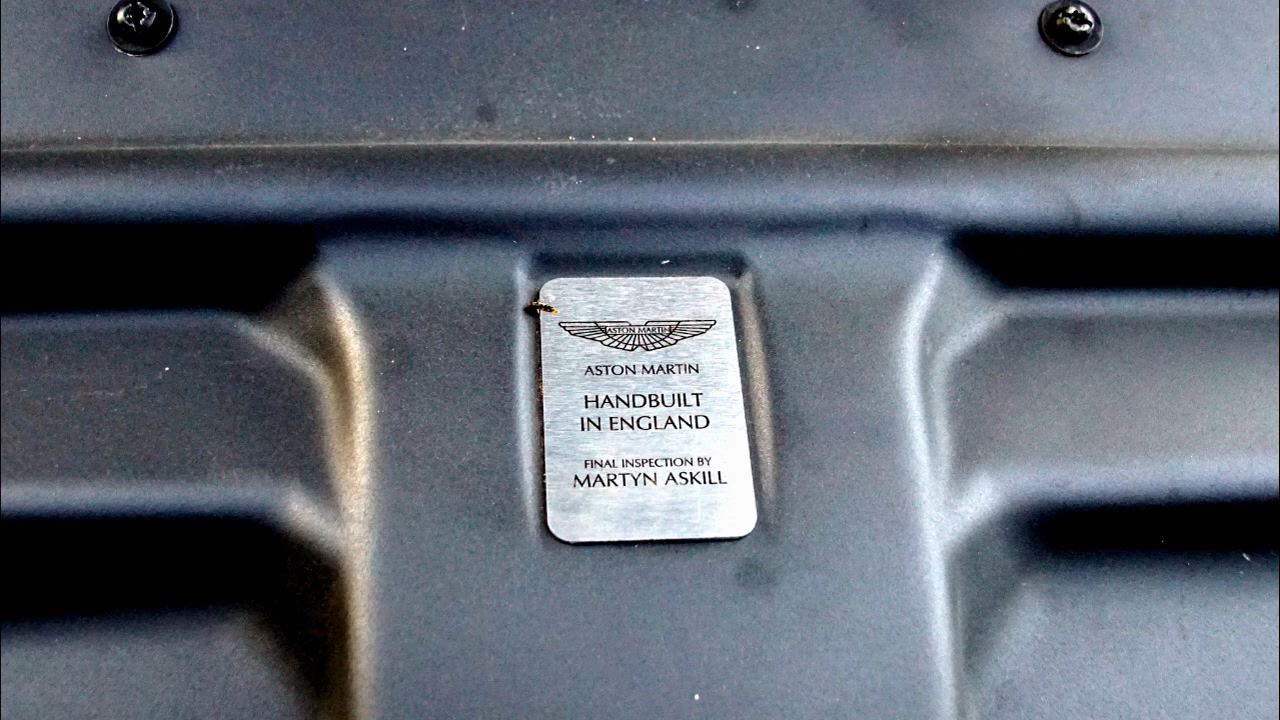 ASTON MARTIN
ASTON MARTIN
HANDBUILT
IN ENGLAND
FINAL INSPECTION BY
MARTYN ASKILL